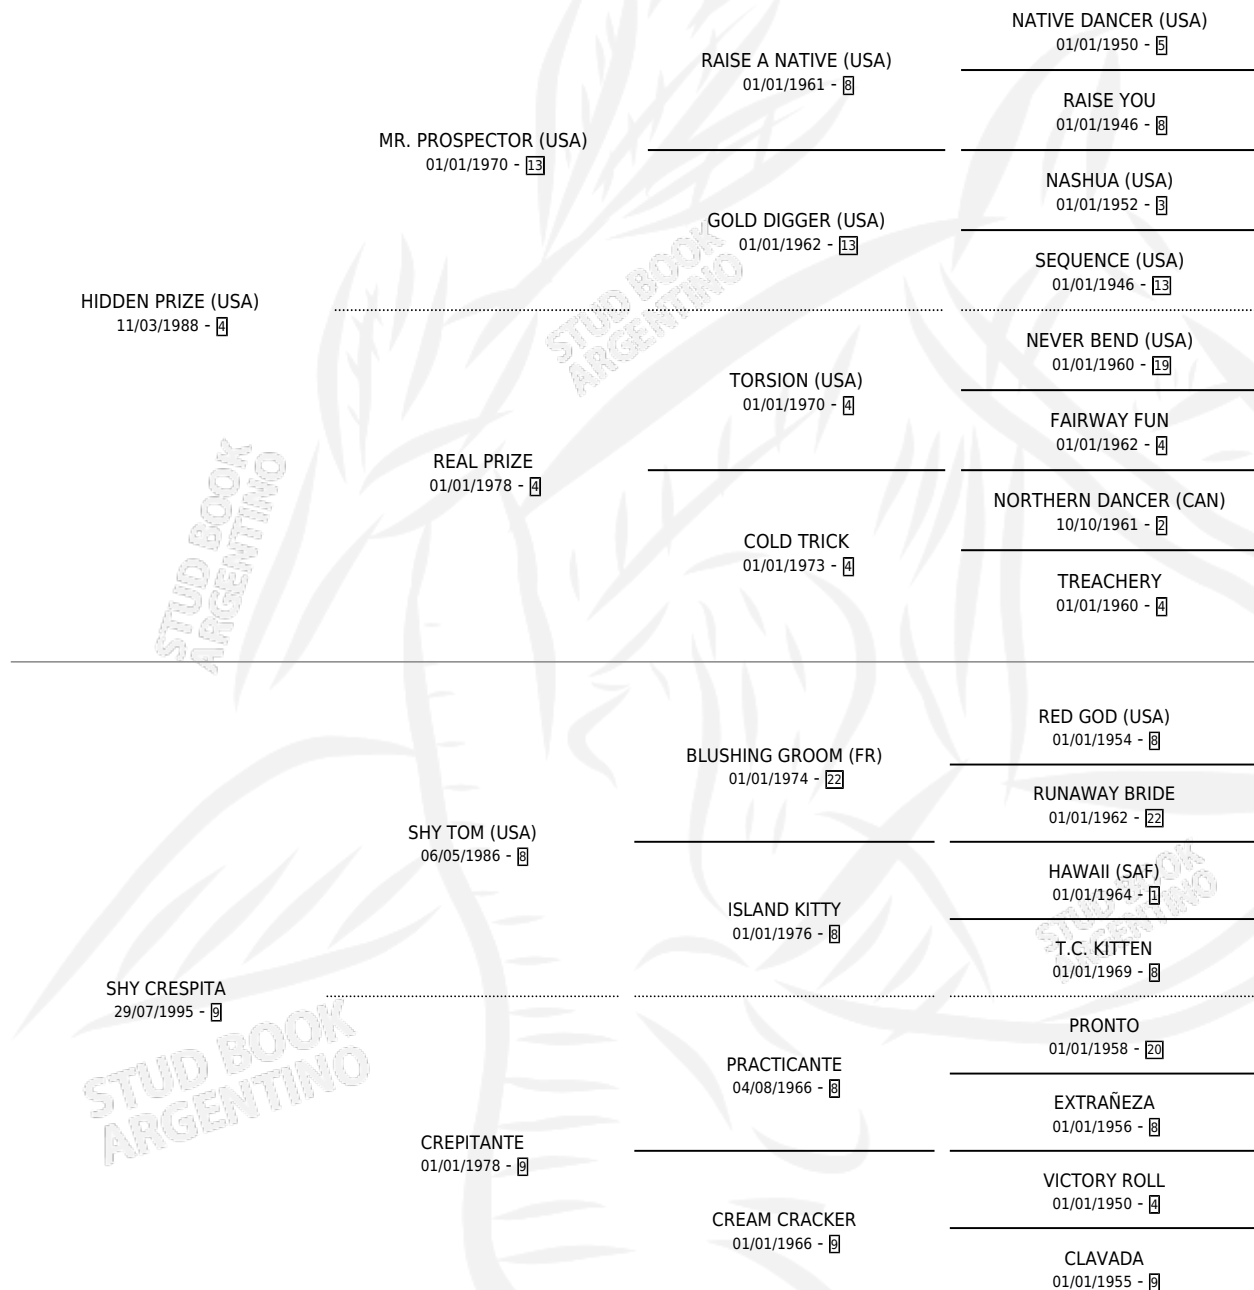 NATIVE DANCER (USA)
01/01/1950 - 5
RAISE A NATIVE (USA)
01/01/1961 - 8
RAISE YOU
01/01/1946 - 8
MR. PROSPECTOR (USA)
01/01/1970 - 13
NASHUA (USA)
01/01/1952 - 3
GOLD DIGGER (USA)
01/01/1962 - 13
SEQUENCE (USA)
01/01/1946 - 13
HIDDEN PRIZE (USA)
11/03/1988 - 4
STUD BOOK
ARGENTINO
NEVER BEND (USA)
01/01/1960 - 19
TORSION (USA)
01/01/1970 - 4
FAIRWAY FUN
01/01/1962 - 4
REAL PRIZE
01/01/1978 - 4
NORTHERN DANCER (CAN)
10/10/1961 - 2
COLD TRICK
01/01/1973 - 4
TREACHERY
01/01/1960 - 4
STUD BOOK
ARGENTINO
RED GOD (USA)
01/01/1954 - 8
BLUSHING GROOM (FR)
01/01/1974 - 22
RUNAWAY BRIDE
01/01/1962 - 22
SHY TOM (USA)
06/05/1986 - 8
HAWAII (SAF)
01/01/1964 - 1
ISLAND KITTY
01/01/1976 - 8
T.C. KITTEN
01/01/1969 - 8
STUD BOOK
ARGENTINO
SHY CRESPITA
29/07/1995 - 9
PRONTO
01/01/1958 - 20
PRACTICANTE
04/08/1966 - 8
EXTRAÑEZA
01/01/1956 - 8
STUD BOOK
ARGENTINO
CREPITANTE
01/01/1978 - 9
VICTORY ROLL
01/01/1950 - 4
CREAM CRACKER
01/01/1966 - 9
CLAVADA
01/01/1955 - 9